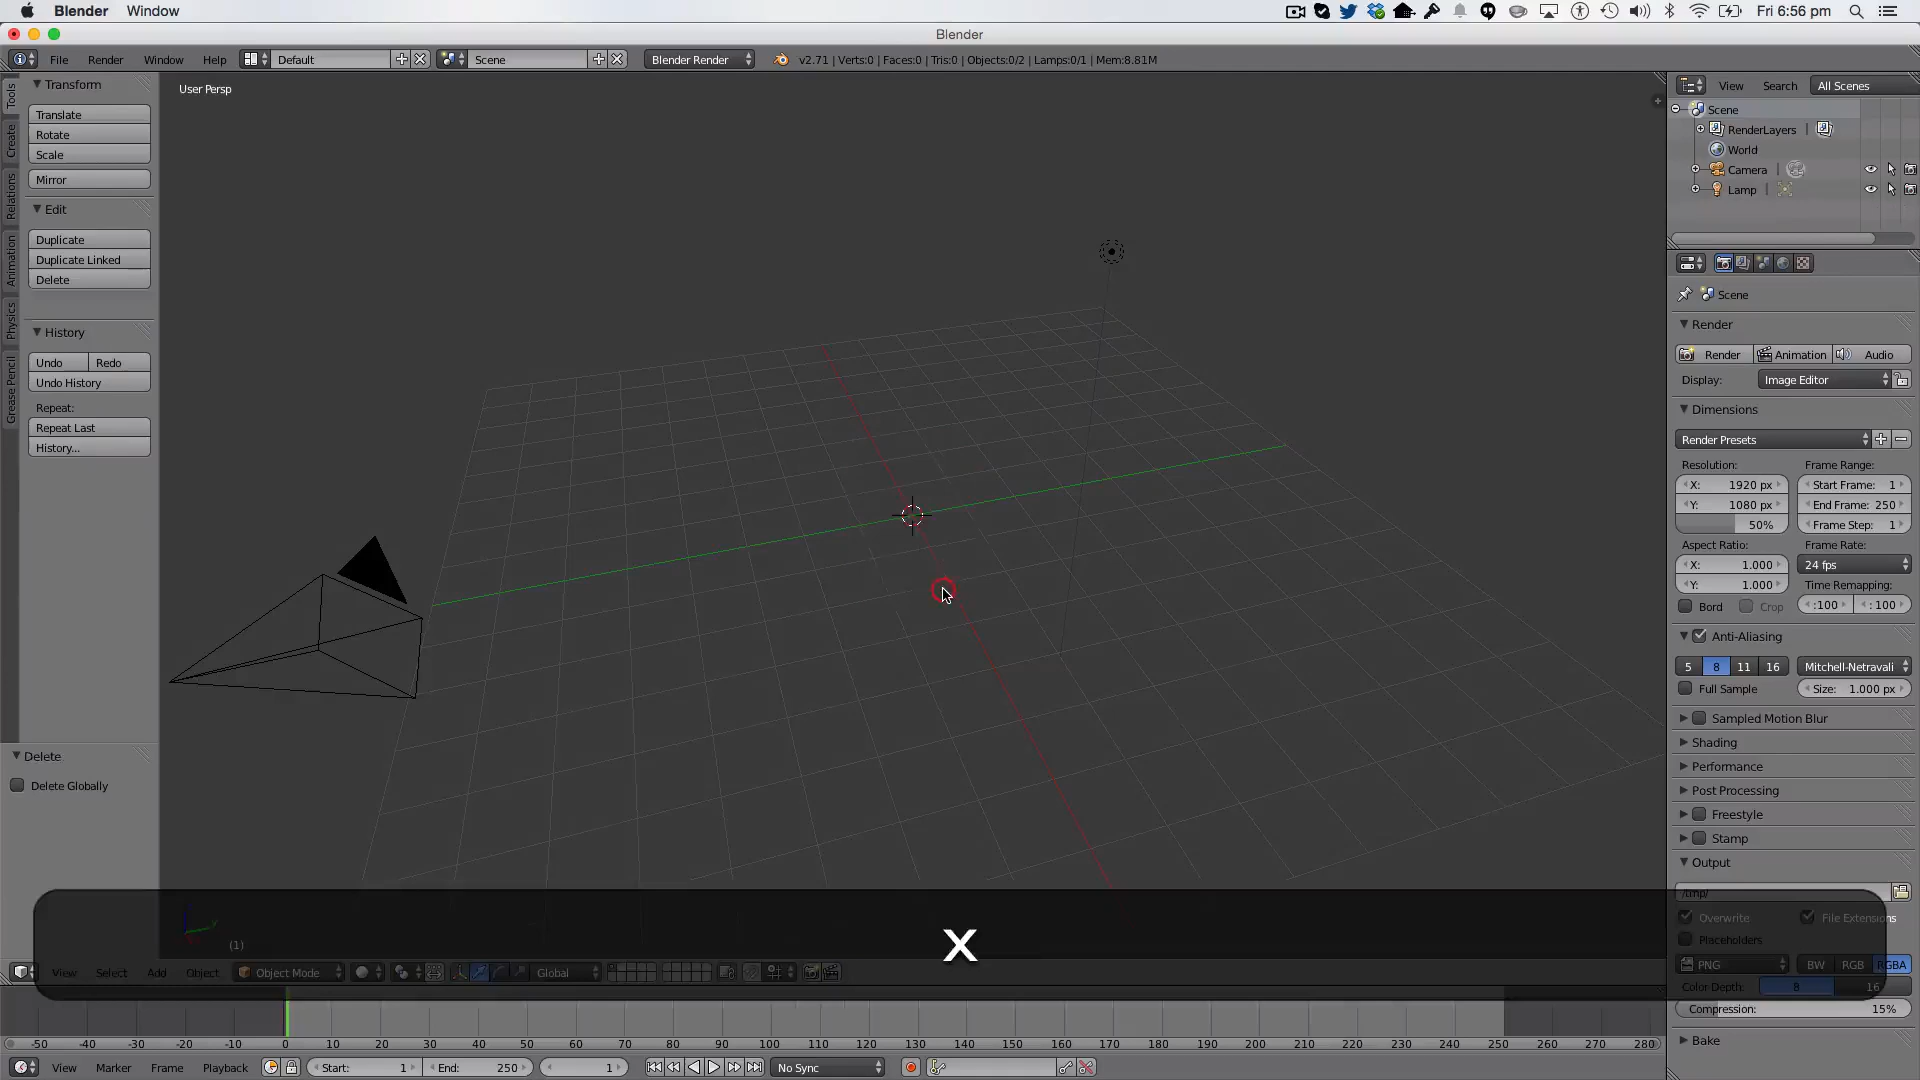 Blender Window Fri 6:56 pm
Blender
File Render Window Help Default Scene Blender Render v2.71 | Verts:0 | Faces:0 | Tris:0 | Objects:0/2 | Lamps:0/1 | Mem:8.81M
Tools
Create
Relations
Animation
Physics
Grease Pencil
Transform
Translate
Rotate
Scale
Mirror
Edit
Duplicate
Duplicate Linked
Delete
History
Undo Redo
Undo History
Repeat:
Repeat Last
History...
Delete
Delete Globally
User Persp
(1)
X
View Select Add Object Object Mode Global
View Search All Scenes
Scene
RenderLayers
World
Camera
Lamp
Scene
Render
Render Animation Audio
Display: Image Editor
Dimensions
Render Presets
Resolution: Frame Range:
X: 1920 px Start Frame: 1
Y: 1080 px End Frame: 250
50% Frame Step: 1
Aspect Ratio: Frame Rate:
X: 1.000 24 fps
Y: 1.000 Time Remapping:
Bord Crop :100 : 100
Anti-Aliasing
5 8 11 16 Mitchell-Netravali
Full Sample Size: 1.000 px
Sampled Motion Blur
Shading
Performance
Post Processing
Freestyle
Stamp
Output
/tmp/
Overwrite File Extensions
Placeholders
PNG BW RGB RGBA
Color Depth: 8 16
Compression: 15%
Bake
-50 -40 -30 -20 -10 0 10 20 30 40 50 60 70 80 90 100 110 120 130 140 150 160 170 180 190 200 210 220 230 240 250 260 270 280
View Marker Frame Playback Start: 1 End: 250 1 No Sync